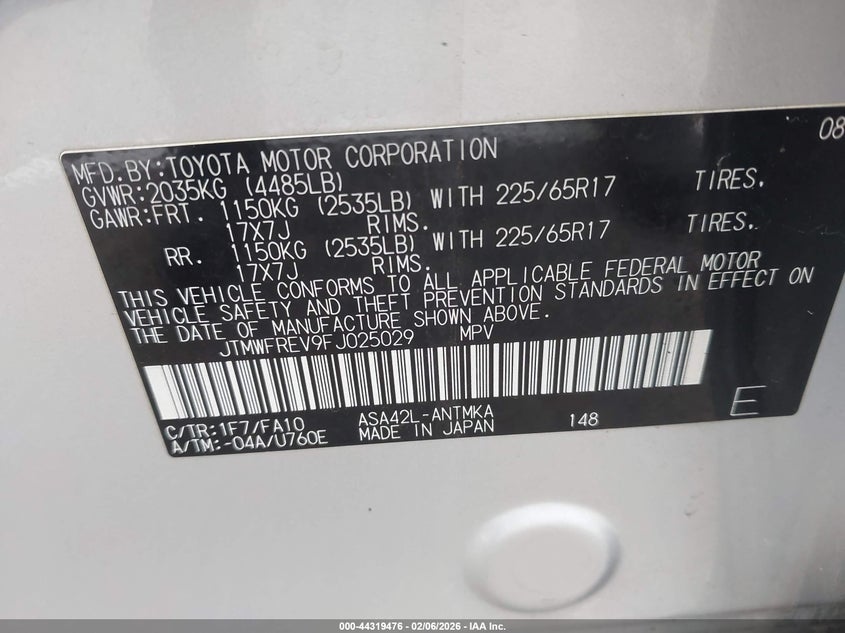 08
MFD.BY:TOYOTA MOTOR CORPORATION
GVWR:2035KG (4485LB)
GAWR:FRT. 1150KG (2535LB) WITH 225/65R17 TIRES,
17X7J RIMS.
RR. 1150KG (2535LB) WITH 225/65R17 TIRES,
17X7J RIMS.
THIS VEHICLE CONFORMS TO ALL APPLICABLE FEDERAL MOTOR
VEHICLE SAFETY AND THEFT PREVENTION STANDARDS IN EFFECT ON
THE DATE OF MANUFACTURE SHOWN ABOVE.
JTMWFREV9FJ025029 MPV
C/TR:1F7/FA10 ASA42L-ANTMKA
A/TM:-04A/U760E MADE IN JAPAN 148 E
000-44319476 | 02/06/2026 - IAA Inc.